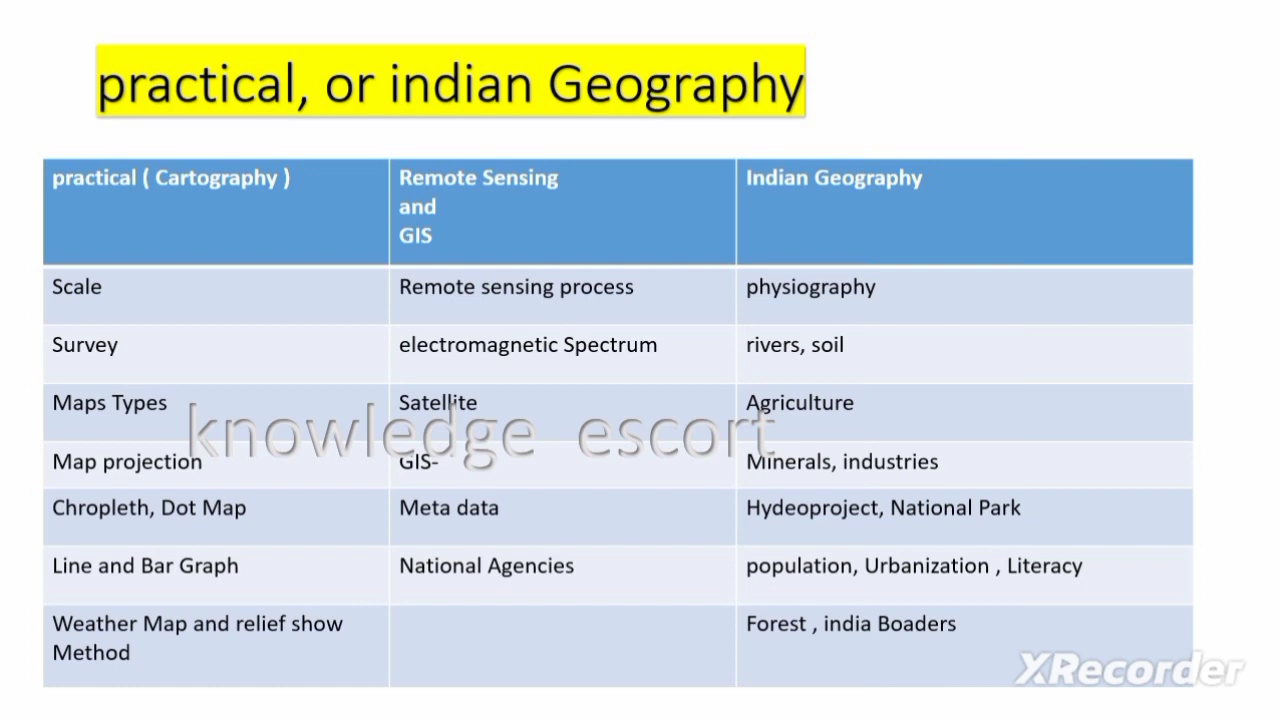 practical, or indian Geography
practical ( Cartography )
Remote Sensing
and
GIS
Indian Geography
Scale
Remote sensing process
physiography
Survey
electromagnetic Spectrum
rivers, soil
Maps Types
Satellite
Agriculture
knowledge escort
Map projection
GIS-
Minerals, industries
Chropleth, Dot Map
Meta data
Hydeoproject, National Park
Line and Bar Graph
National Agencies
population, Urbanization , Literacy
Weather Map and relief show
Method
Forest , india Boaders
XRecorder